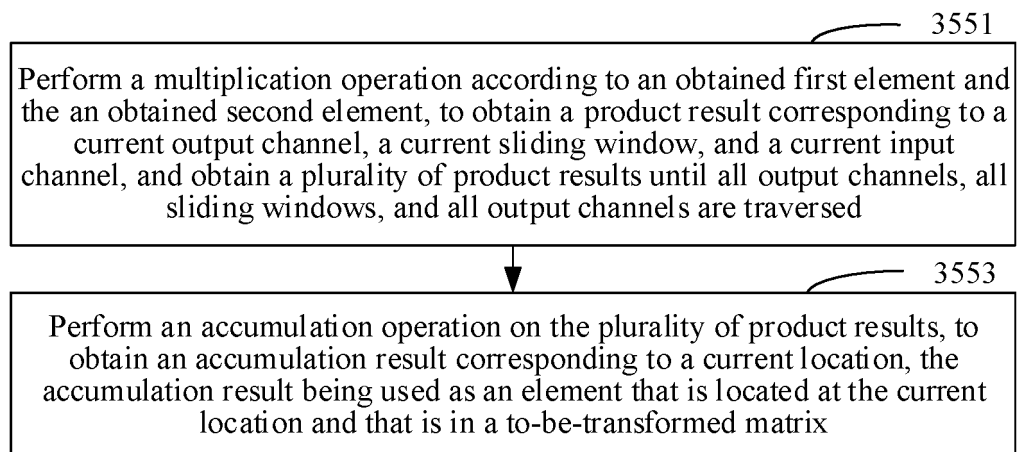 3551
Perform a multiplication operation according to an obtained first element and
the an obtained second element, to obtain a product result corresponding to a
current output channel, a current sliding window, and a current input
channel, and obtain a plurality of product results until all output channels, all
sliding windows, and all output channels are traversed
3553
Perform an accumulation operation on the plurality of product results, to
obtain an accumulation result corresponding to a current location, the
accumulation result being used as an element that is located at the current
location and that is in a to-be-transformed matrix